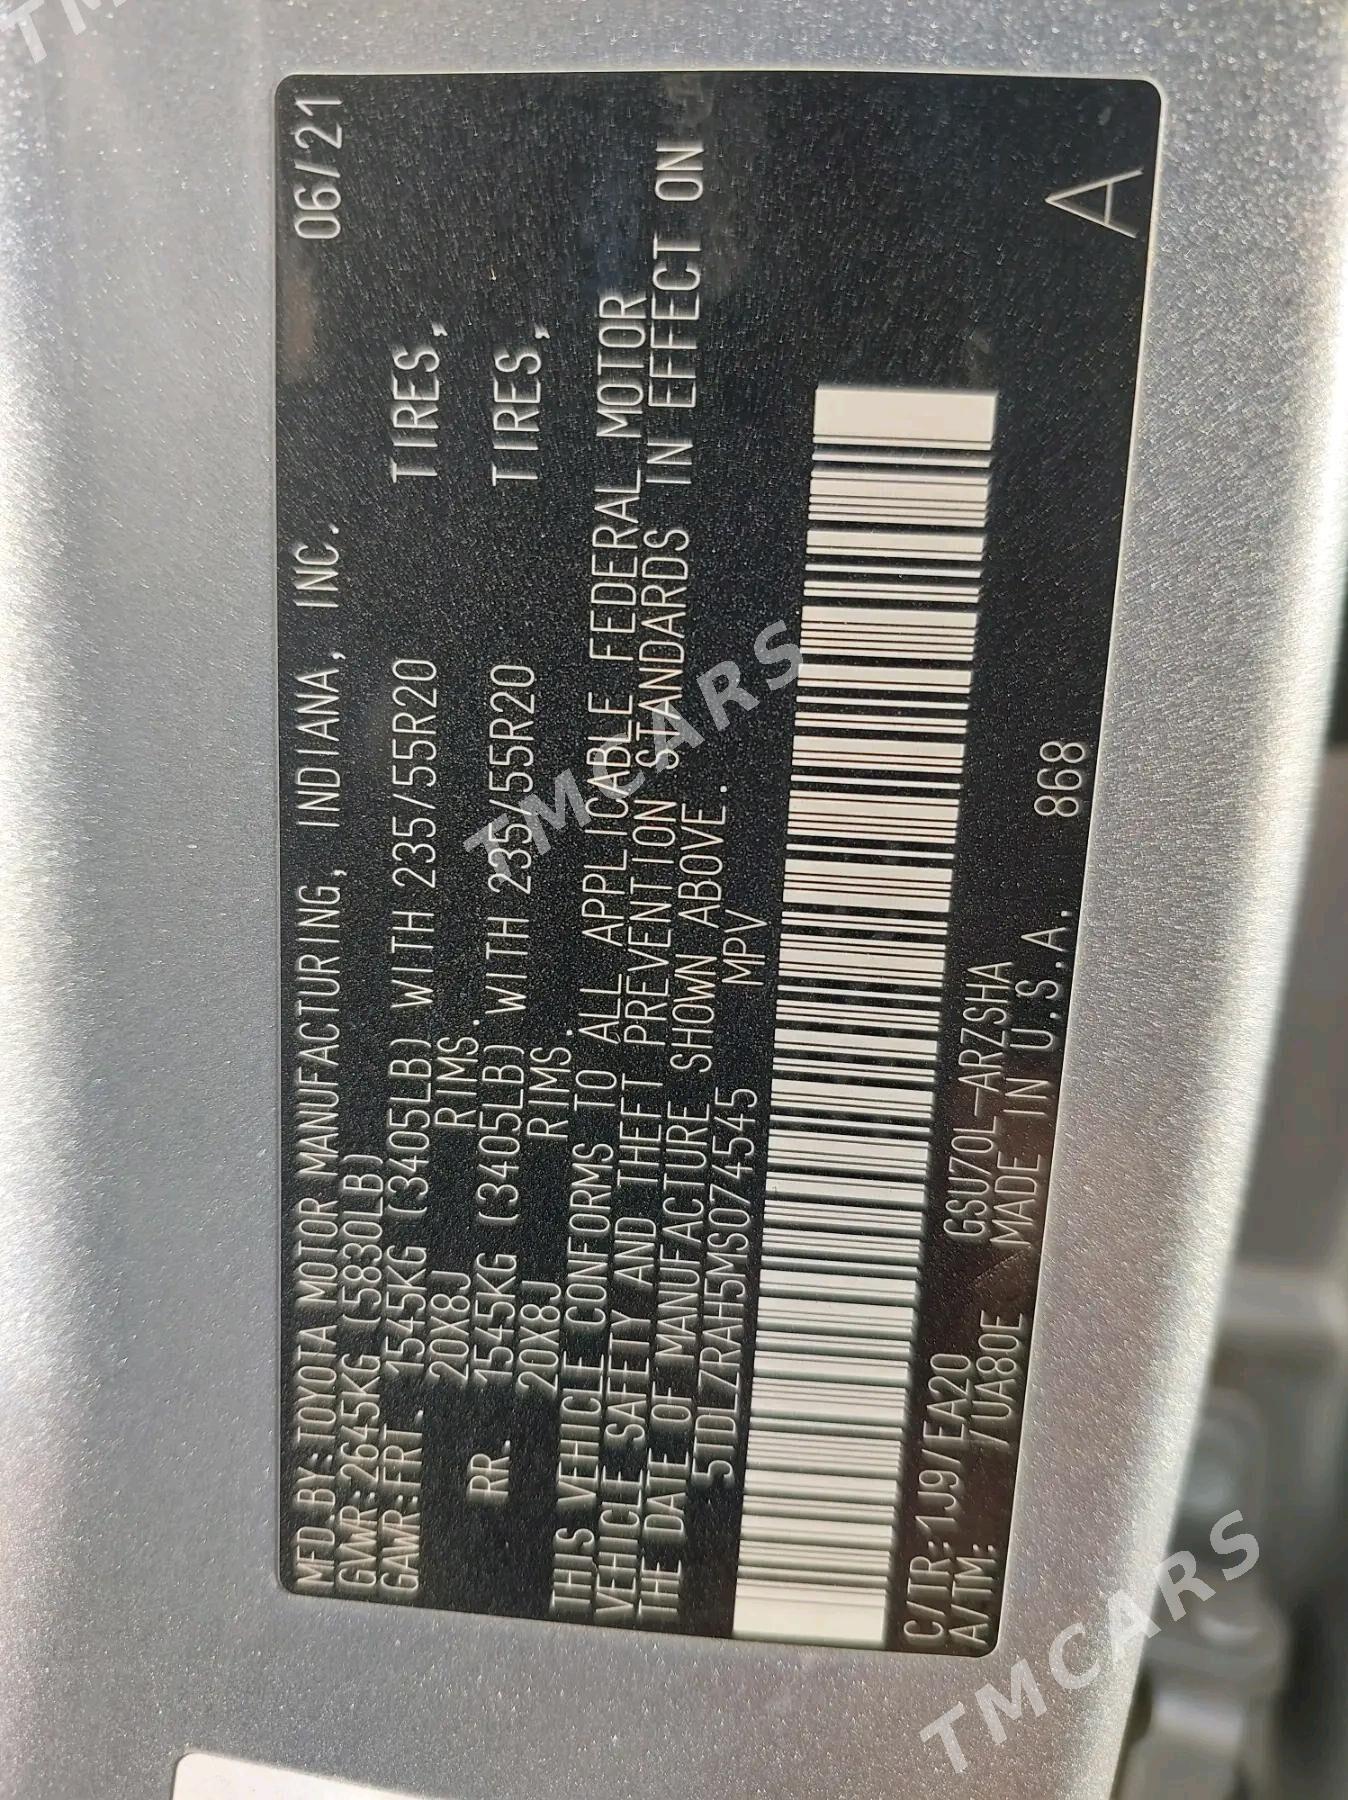 MFD.BY:TOYOTA MOTOR MANUFACTURING, INDIANA, INC. 06/21
GVWR:2645KG (5830LB)
GAWR:FRT. 1545KG (3405LB) WITH 235/55R20 TIRES,
20X8J RIMS.
RR. 1545KG (3405LB) WITH 235/55R20 TIRES,
20X8J RIMS.
THIS VEHICLE CONFORMS TO ALL APPLICABLE FEDERAL MOTOR
VEHICLE SAFETY AND THEFT PREVENTION STANDARDS IN EFFECT ON
THE DATE OF MANUFACTURE SHOWN ABOVE.
5TDLZRAH5MS074545 MPV
C/TR:1J9/EA20 GSU70L-ARZSHA
A/TM: /UA80E MADE IN U.S.A. 868
A
TMCARS
TMCARS
TM